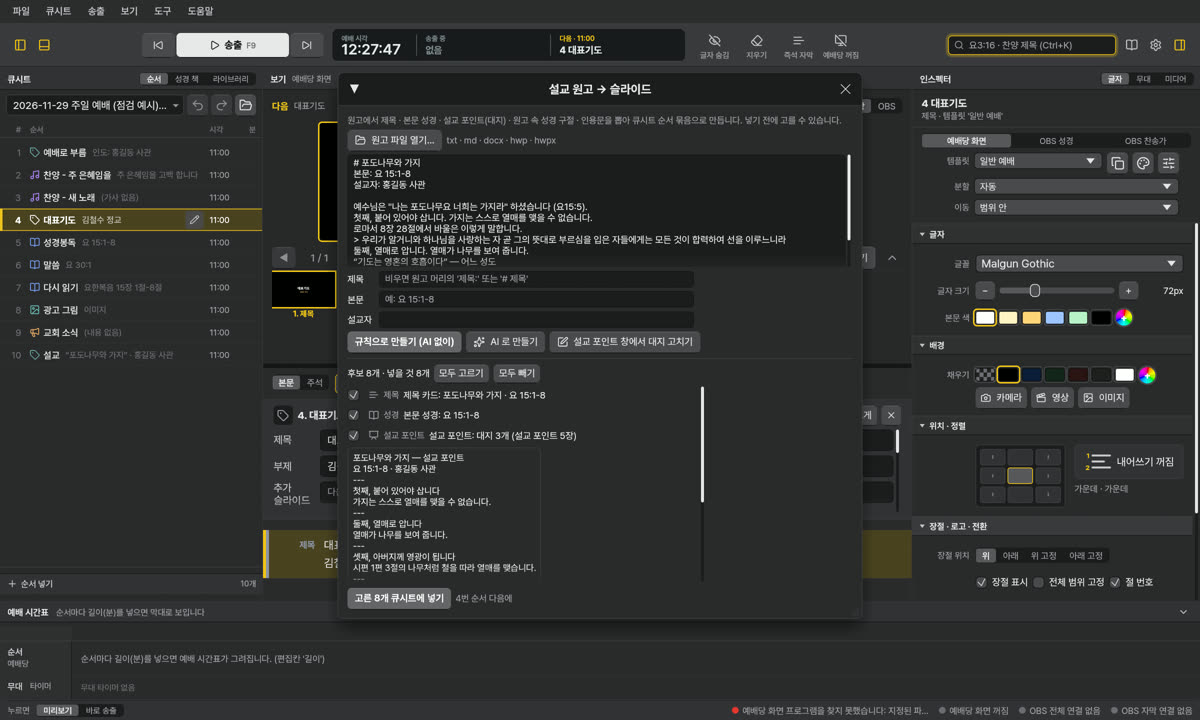 파일 큐시트 송출 보기 도구 도움말
송출 F9
예배 시각
12:27:47
송출 중
없음
다음 · 11:00
4 대표기도
글자 숨김 지우기 즉석 자막 예배당 꺼짐
요3:16 · 찬양 제목 (Ctrl+K)
큐시트 순서 성경 책 라이브러리
2026-11-29 주일 예배 (점검 예시)...
# 순서 시각 분
1 예배로 부름 인도: 홍길동 사관 11:00
2 찬양 - 주 은혜임을 주 은혜임을 고백 합니다 11:00
3 찬양 - 새 노래 (가사 없음) 11:00
4 대표기도 김철수 정교 11:00
5 성경봉독 요 15:1-8 11:00
6 말씀 요 30:1 11:00
7 다시 읽기 요한복음 15장 1절-8절 11:00
8 광고 그림 이미지 11:00
9 교회 소식 (내용 없음) 11:00
10 설교 "포도나무와 가지" · 홍길동 사관 11:00
+ 순서 넣기 10개
보기 예배당 화면
다음 대표기도
OBS
1 / 1
1. 제목
본문 주석
4. 대표기
제목 대
부제 김
추가
슬라이드
다
제목 대표
김철
설교 원고 → 슬라이드
원고에서 제목 · 본문 성경 · 설교 포인트(대지) · 원고 속 성경 구절 · 인용문을 뽑아 큐시트 순서 묶음으로 만듭니다. 넣기 전에 고를 수 있습니다.
원고 파일 열기... txt · md · docx · hwp · hwpx
# 포도나무와 가지
본문: 요 15:1-8
설교자: 홍길동 사관
예수님은 "나는 포도나무요 너희는 가지라" 하셨습니다 (요15:5).
첫째, 붙어 있어야 삽니다. 가지는 스스로 열매를 맺을 수 없습니다.
로마서 8장 28절에서 바울은 이렇게 말합니다.
> 우리가 알거니와 하나님을 사랑하는 자 곧 그의 뜻대로 부르심을 입은 자들에게는 모든 것이 합력하여 선을 이루느니라
둘째, 열매로 압니다. 열매가 나무를 보여 줍니다.
"기도는 영혼의 호흡이다" — 어느 성도
제목 비우면 원고 머리의 '제목:' 또는 '# 제목'
본문 예: 요 15:1-8
설교자
규칙으로 만들기 (AI 없이) AI 로 만들기 설교 포인트 창에서 대지 고치기
후보 8개 · 넣을 것 8개 모두 고르기 모두 빼기
제목 제목 카드: 포도나무와 가지 · 요 15:1-8
성경 본문 성경: 요 15:1-8
설교 포인트 설교 포인트: 대지 3개 (설교 포인트 5장)
포도나무와 가지 — 설교 포인트
요 15:1-8 · 홍길동 사관
---
첫째, 붙어 있어야 삽니다
가지는 스스로 열매를 맺을 수 없습니다.
---
둘째, 열매로 압니다
열매가 나무를 보여 줍니다.
---
셋째, 아버지께 영광이 됩니다
시편 1편 3절의 나무처럼 철을 따라 열매를 맺습니다.
---
고른 8개 큐시트에 넣기 4번 순서 다음에
인스펙터 글자 무대 미디어
4 대표기도
제목 · 템플릿 '일반 예배'
예배당 화면 OBS 성경 OBS 찬송가
템플릿 일반 예배
분할 자동
이동 범위 안
글자
글꼴 Malgun Gothic
글자 크기 − + 72px
본문 색
배경
채우기
카메라 영상 이미지
위치 · 정렬
1
2
내어쓰기 꺼짐
가운데 · 가운데
장절 · 로고 · 전환
장절 위치 위 아래 위 고정 아래 고정
장절 표시 전체 범위 고정 절 번호
예배 시간표 순서마다 길이(분)를 넣으면 막대로 보입니다
순서
예배당
순서마다 길이(분)를 넣으면 예배 시간표가 그려집니다. (편집칸 '길이')
무대 타이머 무대 타이머 없음
누르면 미리보기 바로 송출
예배당 화면 프로그램을 찾지 못했습니다: 지정된 파... 예배당 화면 꺼짐 OBS 전체 연결 없음 OBS 자막 연결 없음